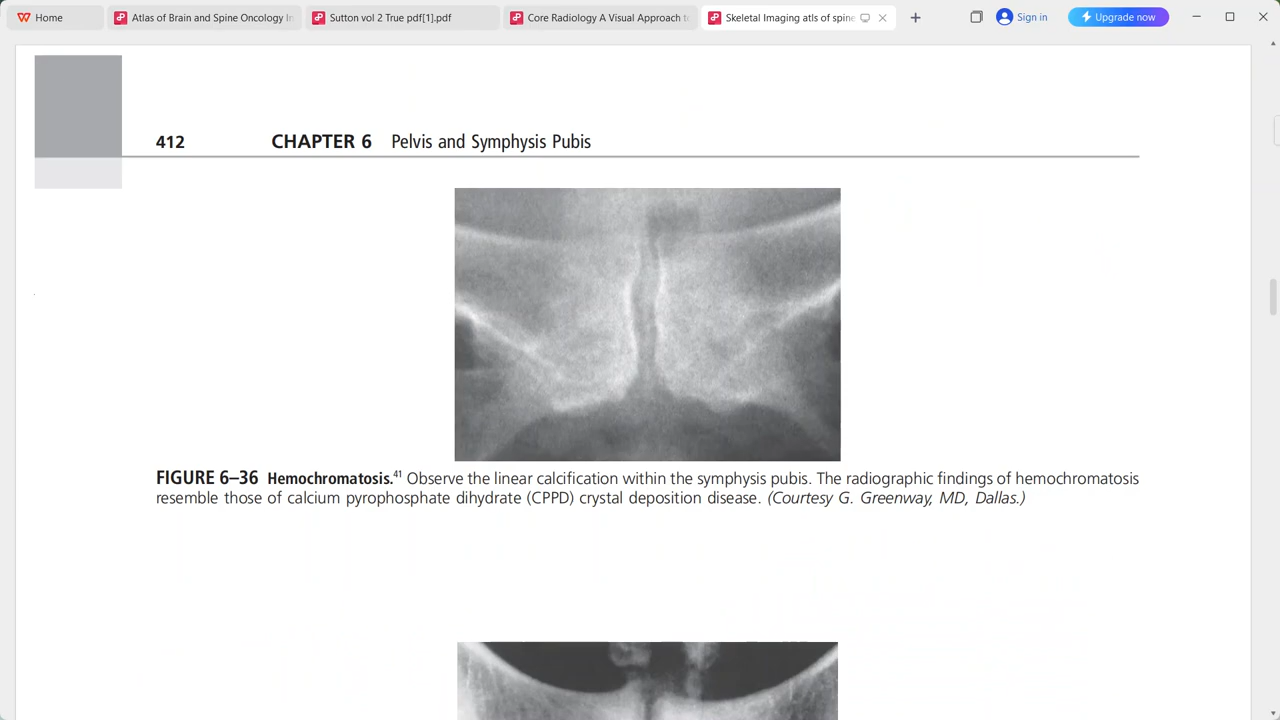 Home
Atlas of Brain and Spine Oncology I
Sutton vol 2 True pdf[1].pdf
Core Radiology A Visual Approach t
Skeletal Imaging atls of spine
Sign in
Upgrade now
412 CHAPTER 6 Pelvis and Symphysis Pubis
FIGURE 6–36 Hemochromatosis.41 Observe the linear calcification within the symphysis pubis. The radiographic findings of hemochromatosis
resemble those of calcium pyrophosphate dihydrate (CPPD) crystal deposition disease. (Courtesy G. Greenway, MD, Dallas.)